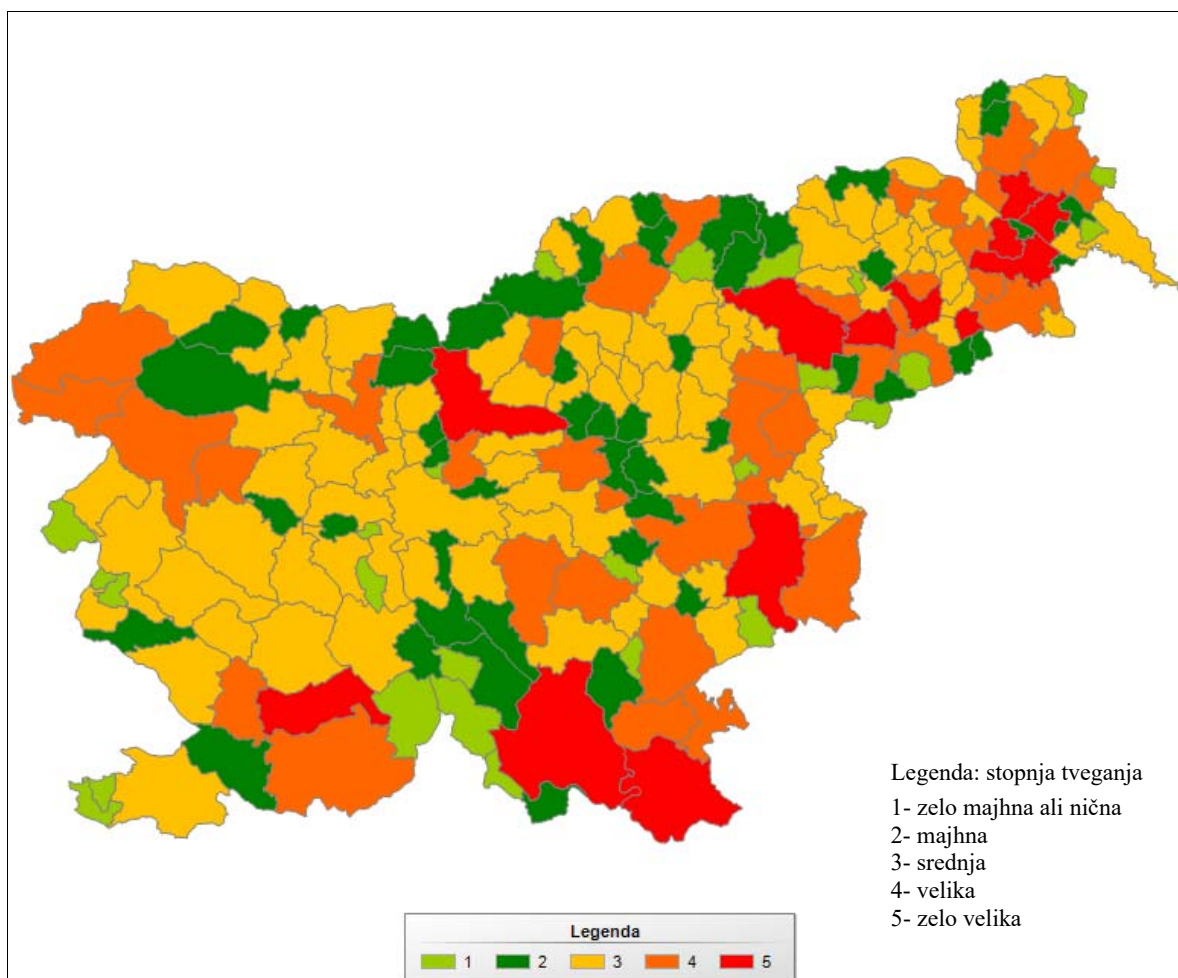 Legenda: stopnja tveganja
1- zelo majhna ali nična
2- majhna
3- srednja
4- velika
5- zelo velika
Legenda
1 2 3 4 5